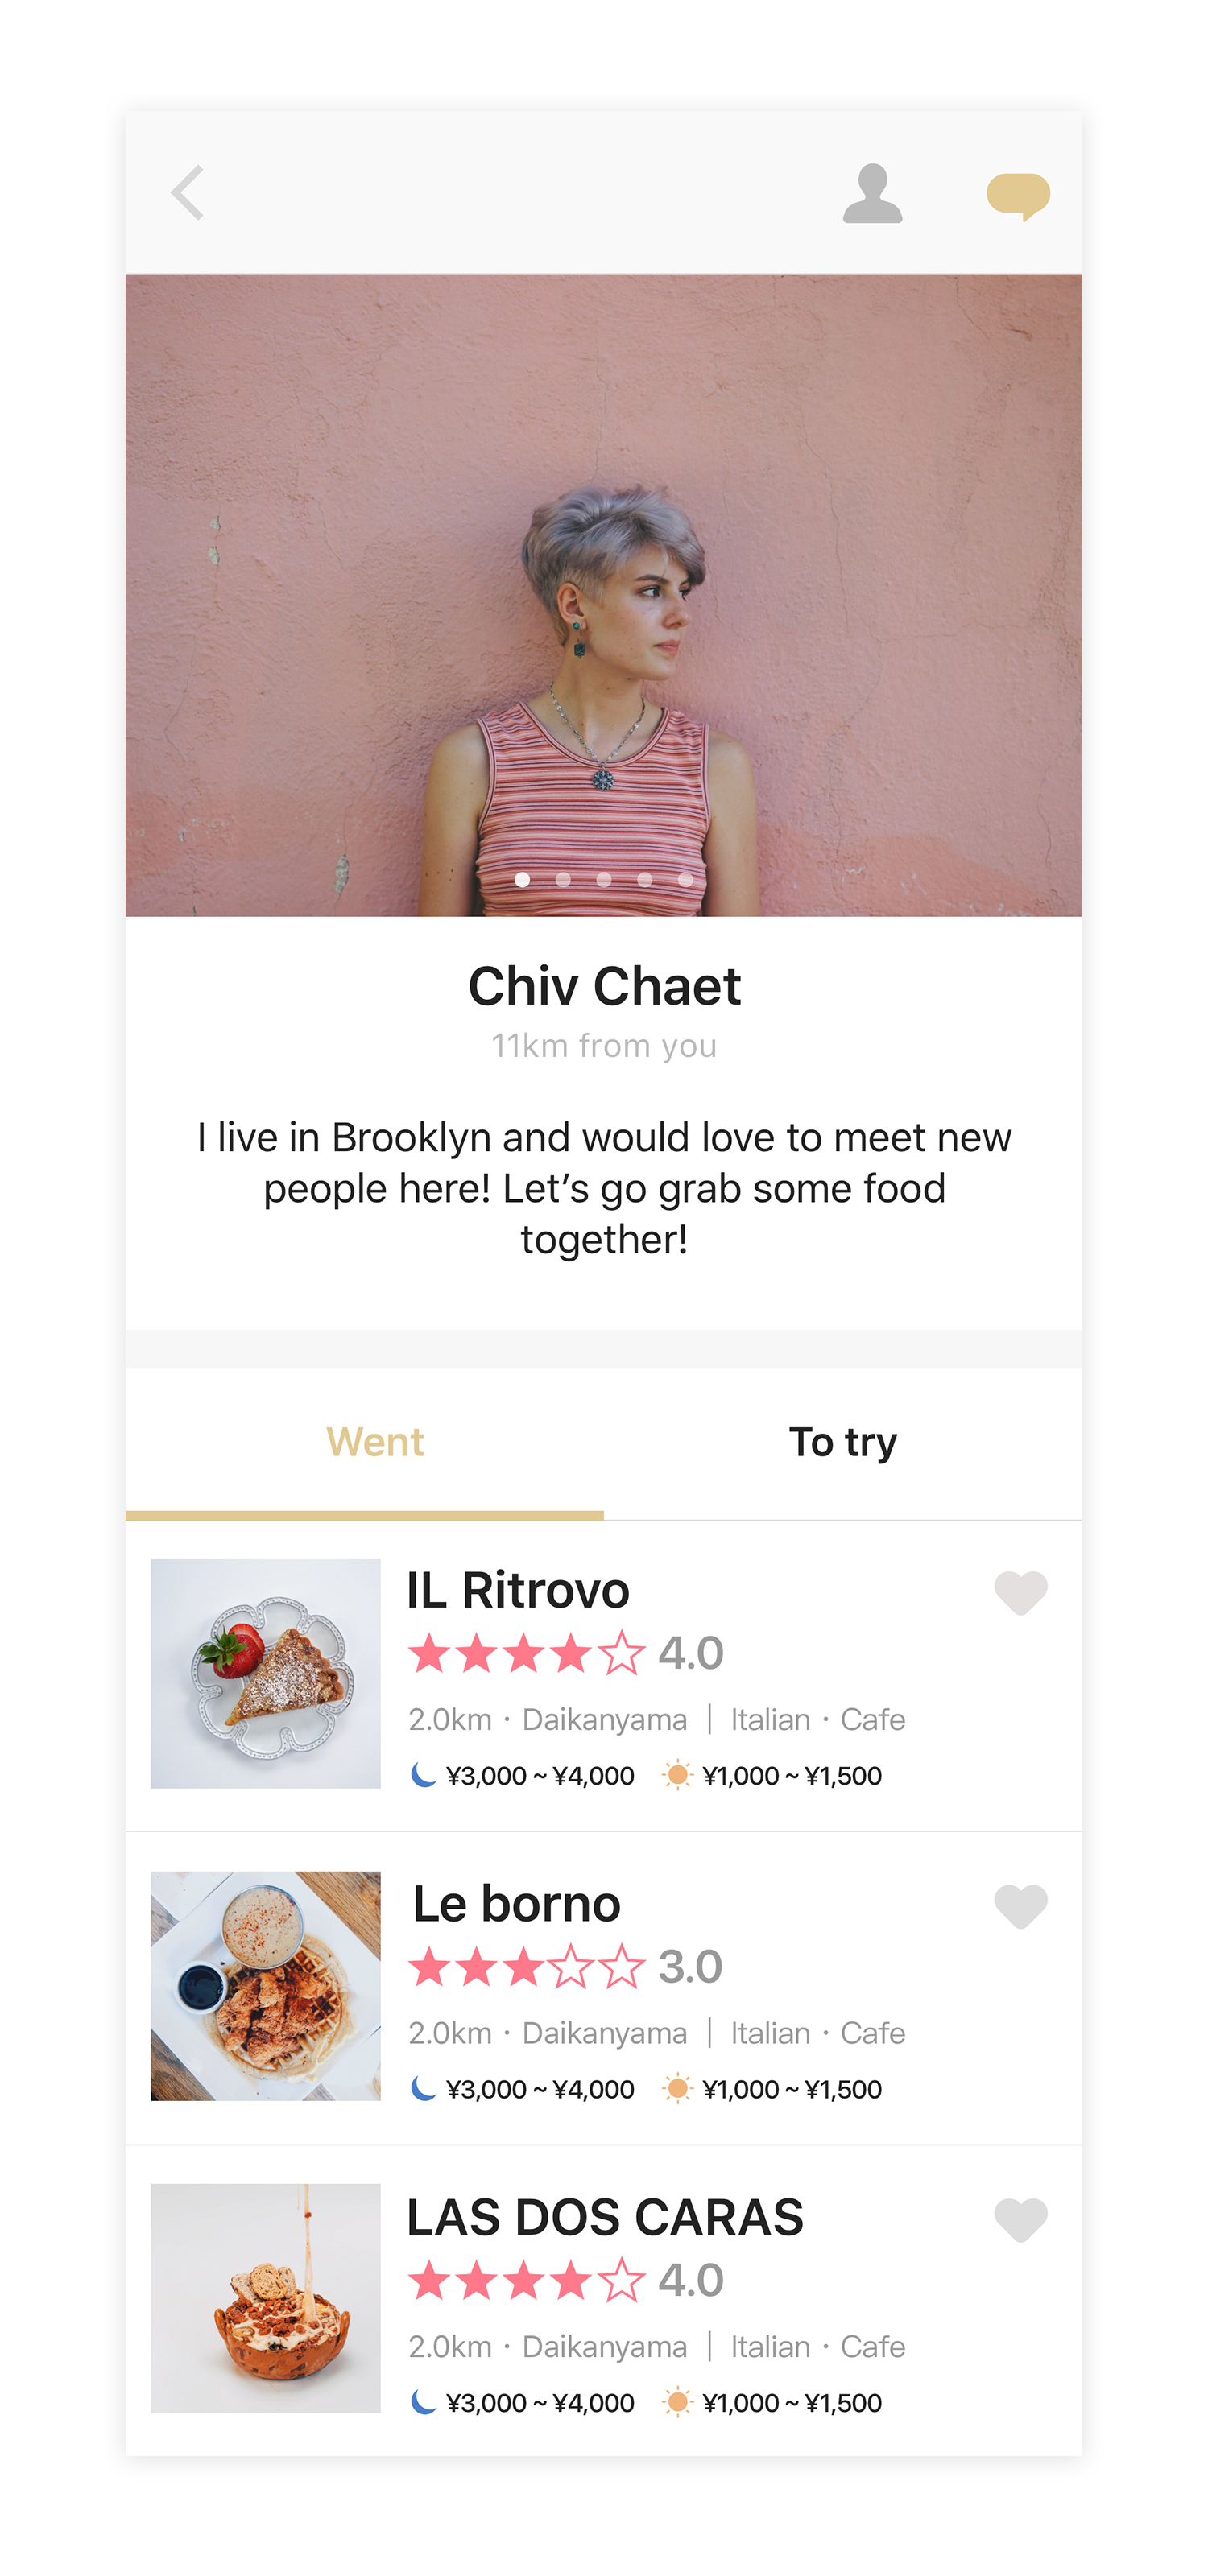 Chiv Chaet
11km from you
I live in Brooklyn and would love to meet new
people here! Let’s go grab some food
together!
Went
To try
IL Ritrovo
4.0
2.0km · Daikanyama | Italian · Cafe
¥3,000 ~ ¥4,000 ¥1,000 ~ ¥1,500
Le borno
3.0
2.0km · Daikanyama | Italian · Cafe
¥3,000 ~ ¥4,000 ¥1,000 ~ ¥1,500
LAS DOS CARAS
4.0
2.0km · Daikanyama | Italian · Cafe
¥3,000 ~ ¥4,000 ¥1,000 ~ ¥1,500